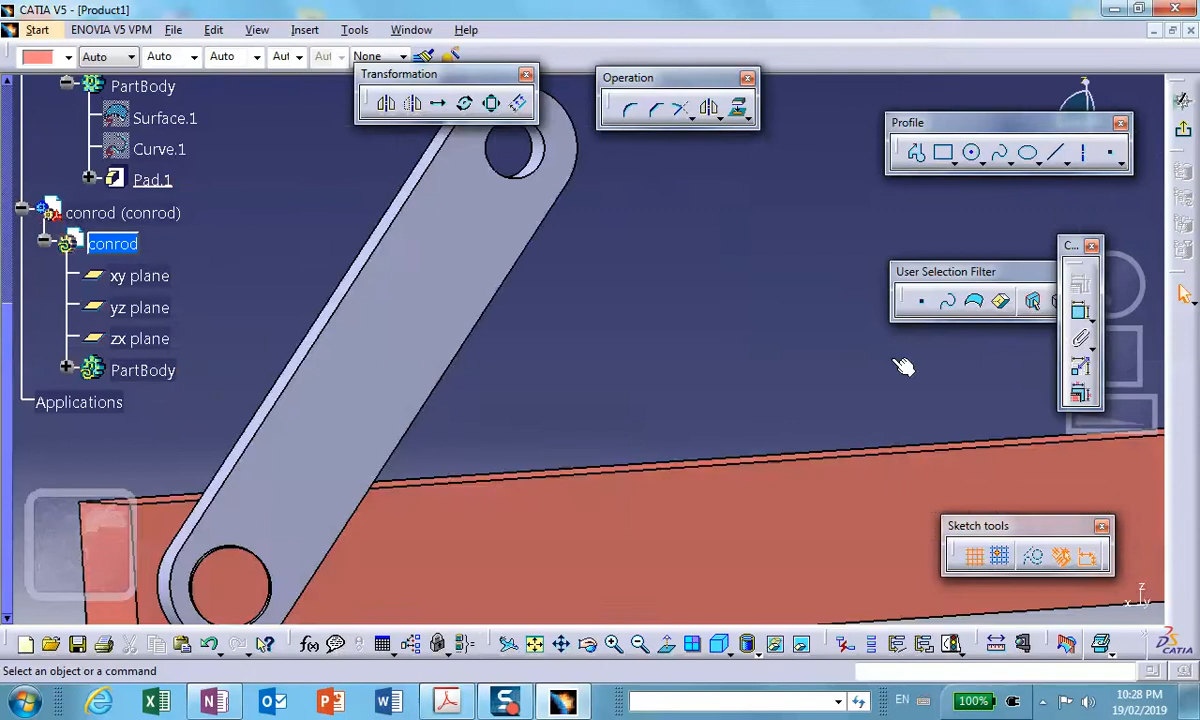 CATIA V5 - [Product1]
Start ENOVIA V5 VPM File Edit View Insert Tools Window Help
Auto Auto Auto Aut Aut None
Transformation
Operation
Profile
PartBody
Surface.1
Curve.1
Pad.1
conrod (conrod)
conrod
xy plane
yz plane
zx plane
PartBody
Applications
C...
User Selection Filter
Sketch tools
z
x y
f(x)
CATIA
Select an object or a command
EN
100%
10:28 PM
19/02/2019